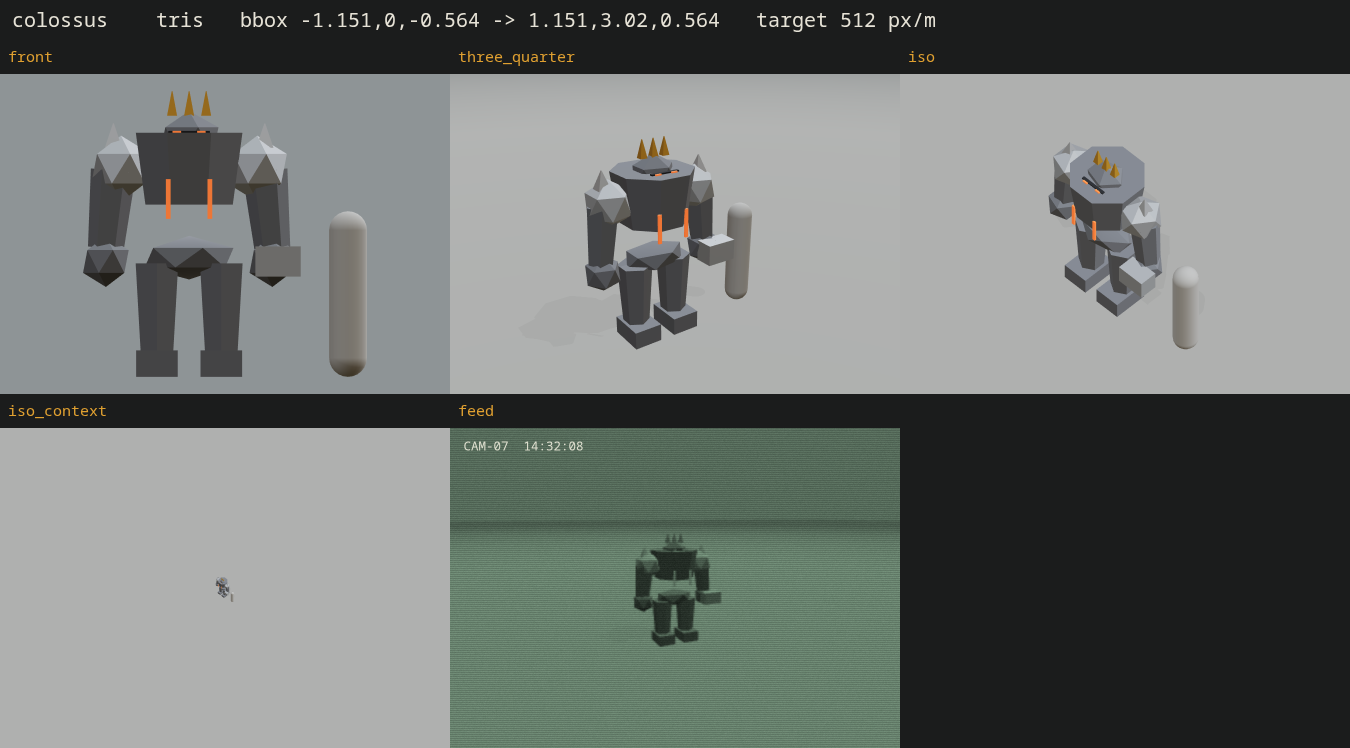 colossus tris bbox -1.151,0,-0.564 -> 1.151,3.02,0.564 target 512 px/m
front three_quarter iso
iso_context feed
CAM-07 14:32:08